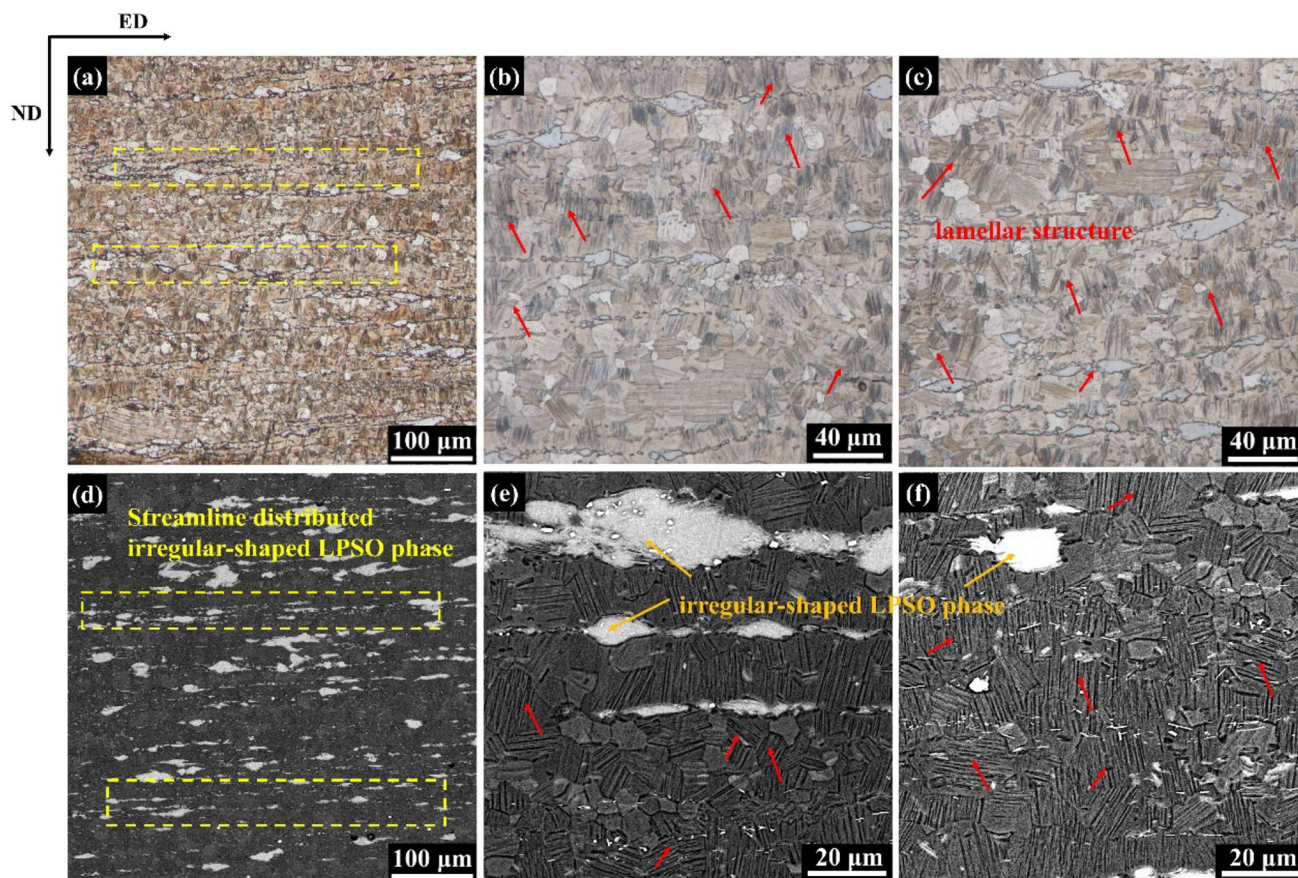 ED
ND
(a)
(b)
(c)
lamellar structure
100 μm
40 μm
40 μm
(d)
(e)
(f)
Streamline distributed
irregular-shaped LPSO phase
irregular-shaped LPSO phase
100 μm
20 μm
20 μm